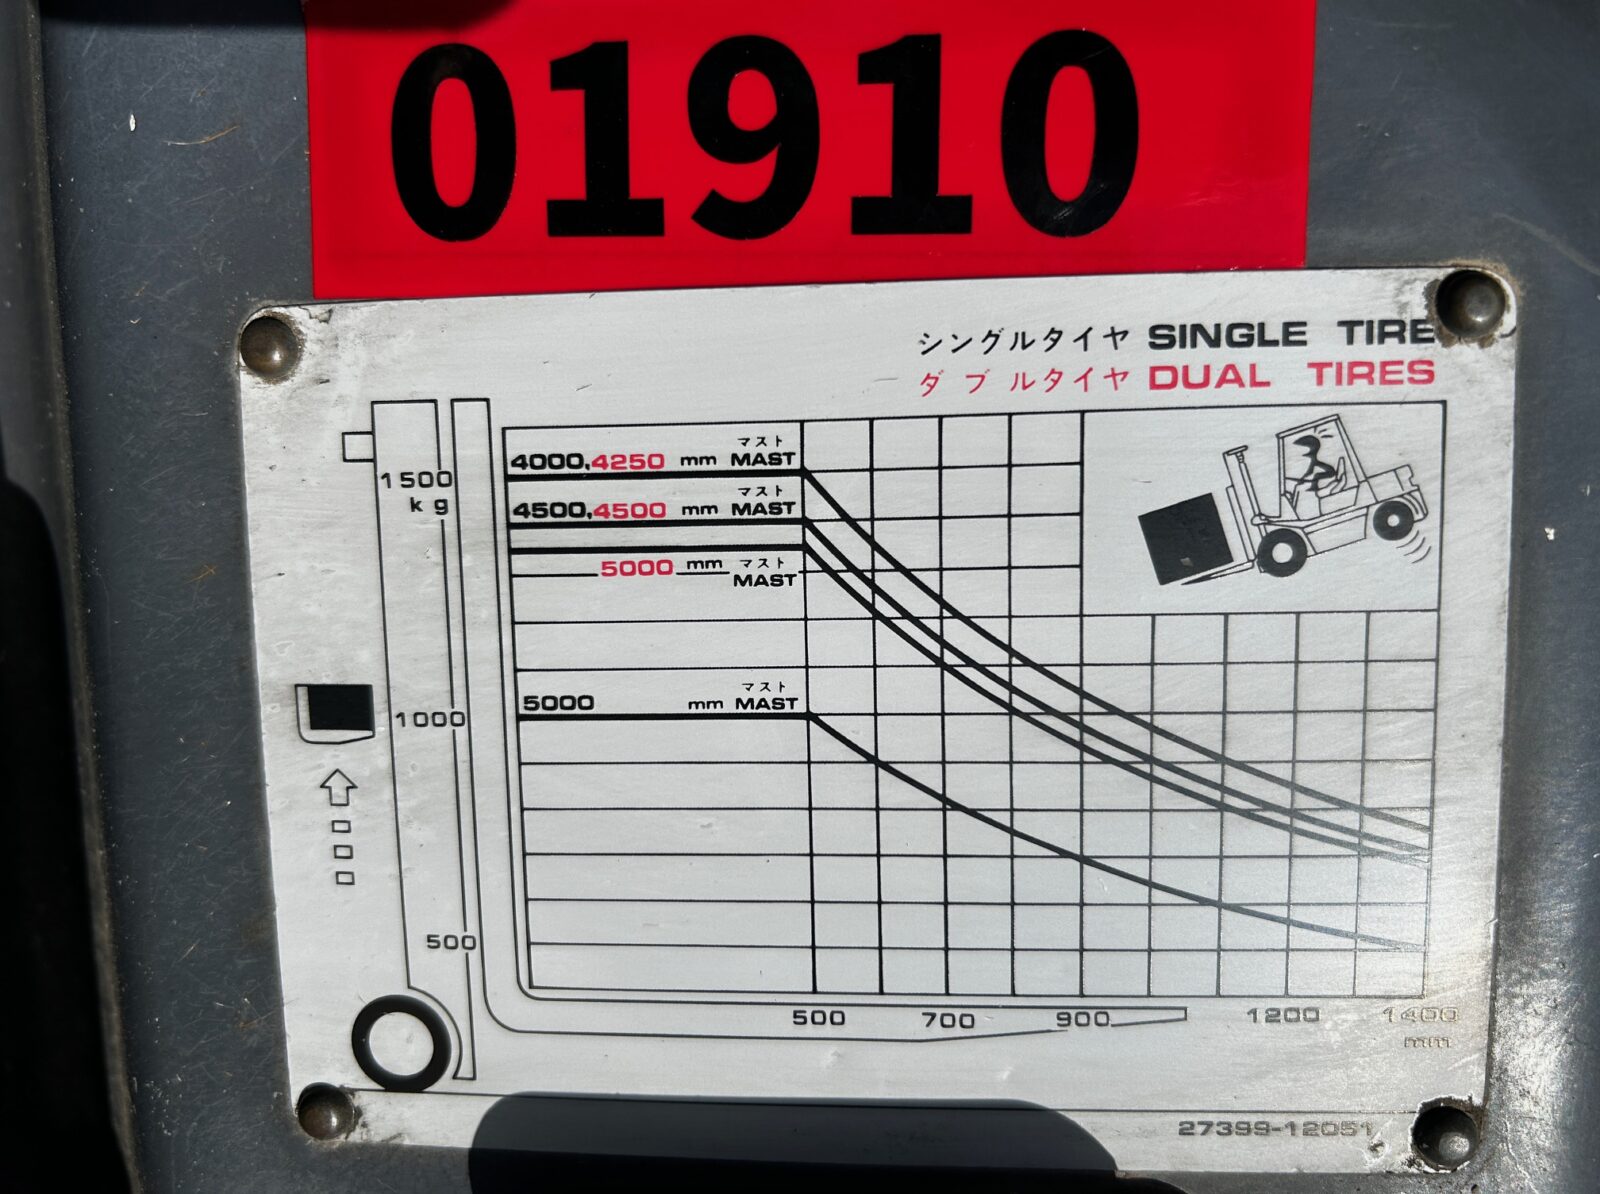 01910
シングルタイヤ SINGLE TIRE
ダブルタイヤ DUAL TIRES
マスト
4000,4250 mm MAST
1500
kg
マスト
4500,4500 mm MAST
5000 mm マスト
MAST
マスト
5000 mm MAST
1000
500
500 700 900 1200 1400
mm
27399-12051